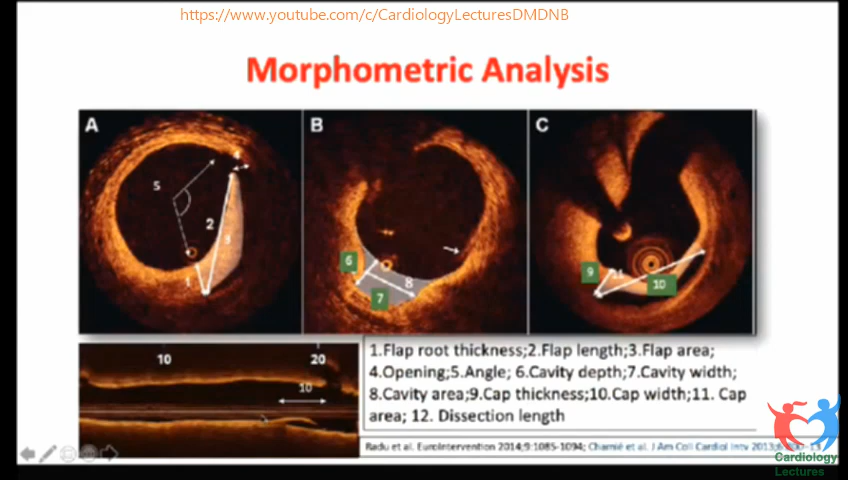 https://www.youtube.com/c/CardiologyLecturesDMDNB
Morphometric Analysis
A
B
C
5
4
2
3
1
6
8
7
9
11
10
10
20
10
1.Flap root thickness;2.Flap length;3.Flap area;
4.Opening;5.Angle; 6.Cavity depth;7.Cavity width;
8.Cavity area;9.Cap thickness;10.Cap width;11. Cap
area; 12. Dissection length
Radu et al. EuroIntervention 2014;9:1085-1094; Chamié et al. J Am Coll Cardiol Intv 2013;6
Cardiology
Lectures